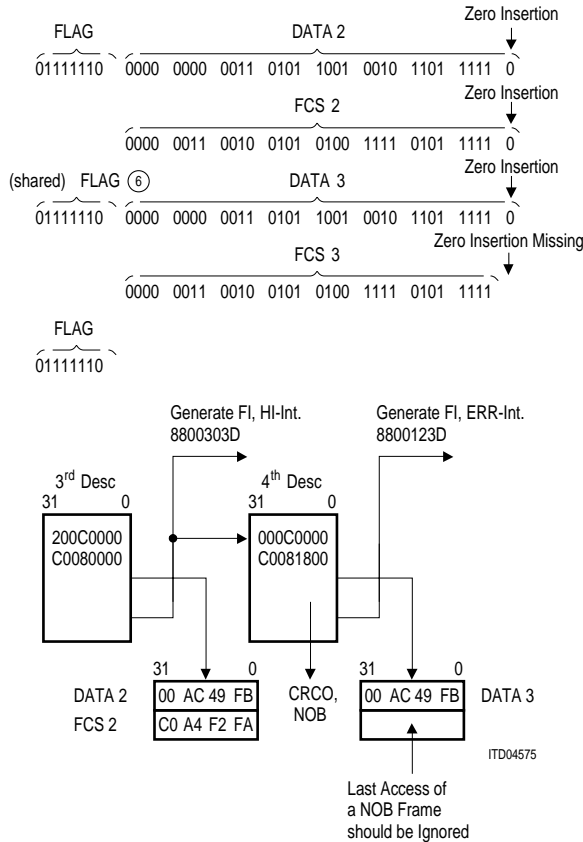 Zero Insertion
FLAG DATA 2
01111110 0000 0000 0011 0101 1001 0010 1101 1111 0
Zero Insertion
FCS 2
0000 0011 0010 0101 0100 1111 0101 1111 0
Zero Insertion
(shared) FLAG 6 DATA 3
01111110 0000 0000 0011 0101 1001 0010 1101 1111 0
Zero Insertion Missing
FCS 3
0000 0011 0010 0101 0100 1111 0101 1111
FLAG
01111110
Generate FI, HI-Int.
8800303D
Generate FI, ERR-Int.
8800123D
3rd Desc
31 0
200C0000
C0080000
4th Desc
31 0
000C0000
C0081800
31 0
DATA 2 00 AC 49 FB
FCS 2 C0 A4 F2 FA
CRCO,
NOB
31 0
00 AC 49 FB DATA 3
ITD04575
Last Access of
a NOB Frame
should be Ignored